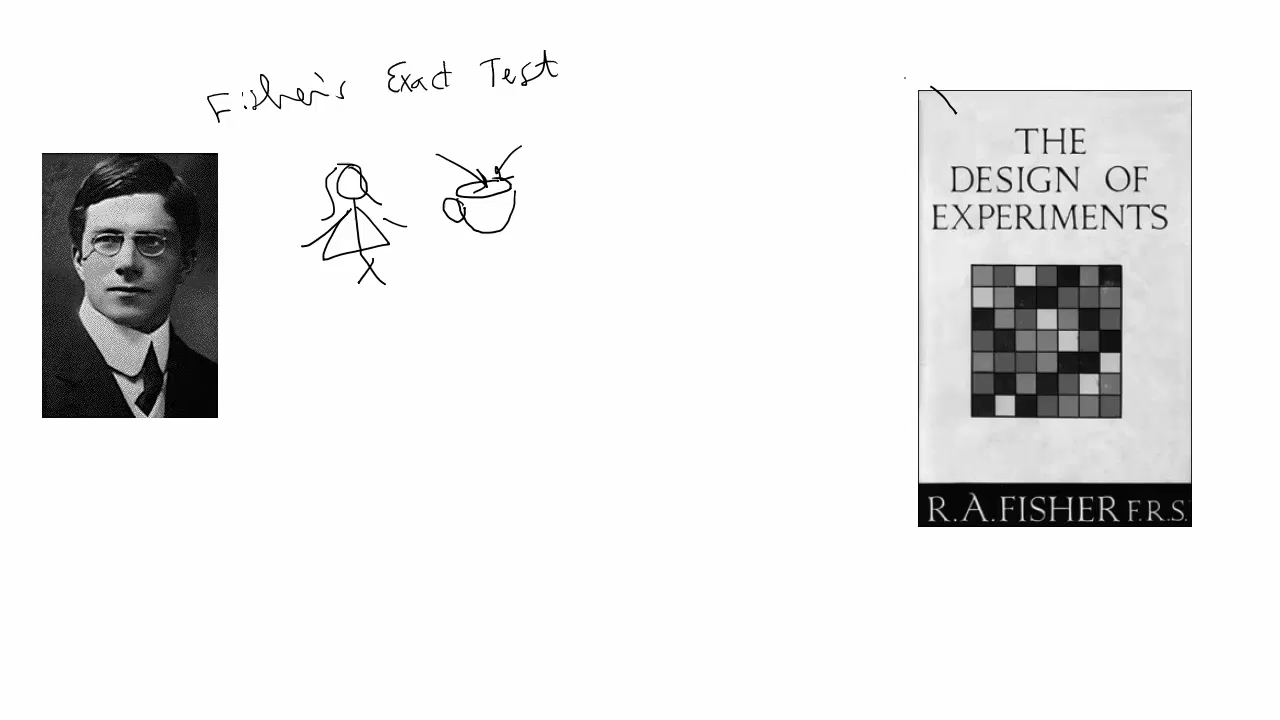 Fisher's Exact Test
THE
DESIGN OF
EXPERIMENTS
R.A.FISHER F.R.S.